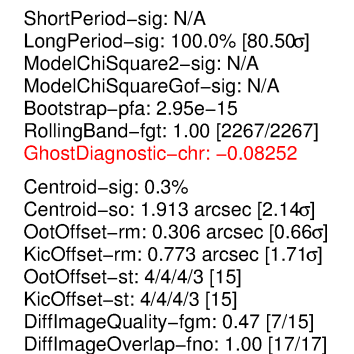 ShortPeriod−sig: N/A
LongPeriod−sig: 100.0% [80.50σ]
ModelChiSquare2−sig: N/A
ModelChiSquareGof−sig: N/A
Bootstrap−pfa: 2.95e−15
RollingBand−fgt: 1.00 [2267/2267]
GhostDiagnostic−chr: −0.08252
Centroid−sig: 0.3%
Centroid−so: 1.913 arcsec [2.14σ]
OotOffset−rm: 0.306 arcsec [0.66σ]
KicOffset−rm: 0.773 arcsec [1.71σ]
OotOffset−st: 4/4/4/3 [15]
KicOffset−st: 4/4/4/3 [15]
DiffImageQuality−fgm: 0.47 [7/15]
DiffImageOverlap−fno: 1.00 [17/17]